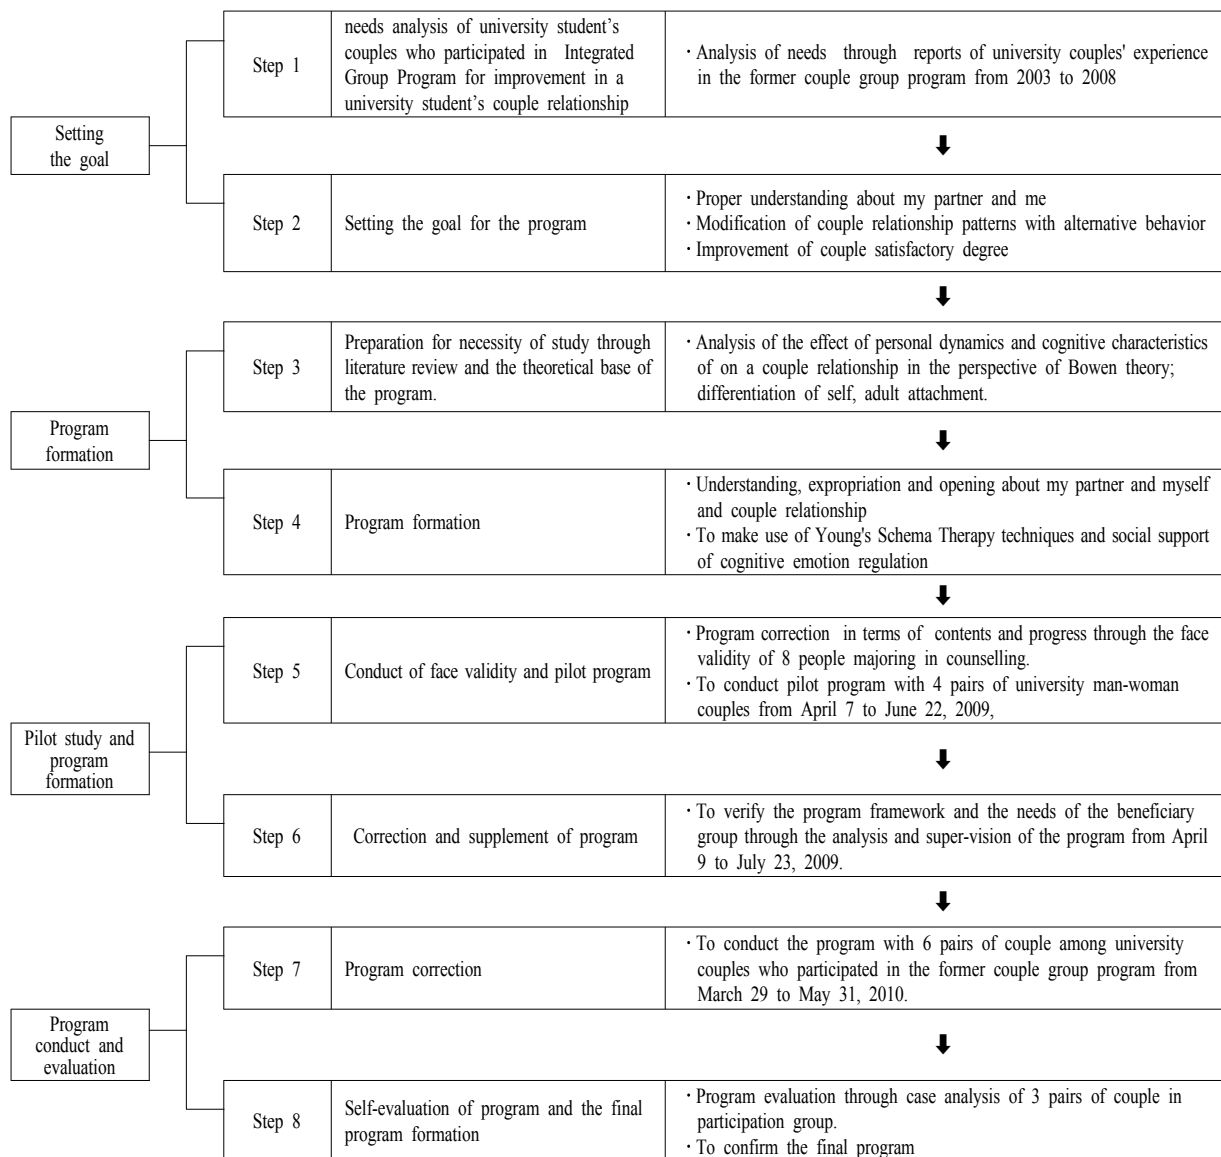 Setting
the goal
Step 1
needs analysis of university student's
couples who participated in Integrated
Group Program for improvement in a
university student's couple relationship
· Analysis of needs through reports of university couples' experience
in the former couple group program from 2003 to 2008
Step 2
Setting the goal for the program
· Proper understanding about my partner and me
· Modification of couple relationship patterns with alternative behavior
· Improvement of couple satisfactory degree
Program
formation
Step 3
Preparation for necessity of study through
literature review and the theoretical base of
the program.
· Analysis of the effect of personal dynamics and cognitive characteristics
of on a couple relationship in the perspective of Bowen theory;
differentiation of self, adult attachment.
Step 4
Program formation
· Understanding, expropriation and opening about my partner and myself
and couple relationship
· To make use of Young's Schema Therapy techniques and social support
of cognitive emotion regulation
Pilot study and
program
formation
Step 5
Conduct of face validity and pilot program
· Program correction in terms of contents and progress through the face
validity of 8 people majoring in counselling.
· To conduct pilot program with 4 pairs of university man-woman
couples from April 7 to June 22, 2009,
Step 6
Correction and supplement of program
· To verify the program framework and the needs of the beneficiary
group through the analysis and super-vision of the program from April
9 to July 23, 2009.
Program
conduct and
evaluation
Step 7
Program correction
· To conduct the program with 6 pairs of couple among university
couples who participated in the former couple group program from
March 29 to May 31, 2010.
Step 8
Self-evaluation of program and the final
program formation
· Program evaluation through case analysis of 3 pairs of couple in
participation group.
· To confirm the final program